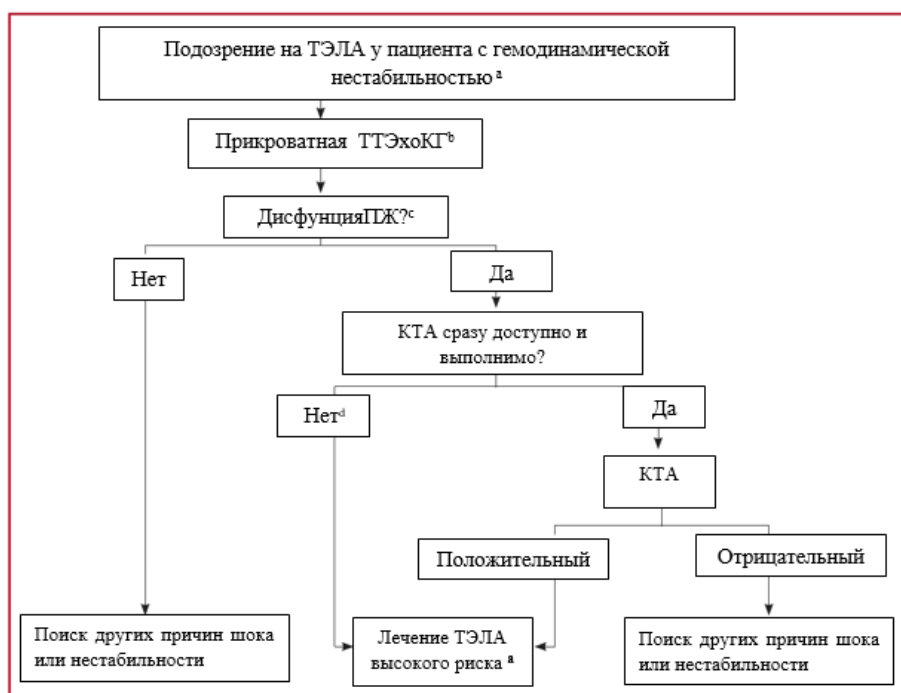 Подозрение на ТЭЛА у пациента с гемодинамической
нестабильностью ᵃ
Прикроватная ТТЭхоКГᵇ
ДисфунцияПЖ?ᶜ
Нет
Да
КТА сразу доступно и
выполнимо?
Нетᵈ
Да
КТА
Положительный
Отрицательный
Поиск других причин шока
или нестабильности
Лечение ТЭЛА
высокого риска ᵃ
Поиск других причин шока
или нестабильности